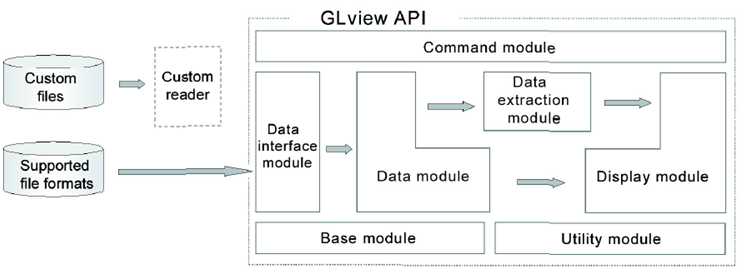 GLview API
Command module
Custom
files
Custom
reader
Data
extraction
module
Data
interface
module
Supported
file formats
Data module
Display module
Base module
Utility module